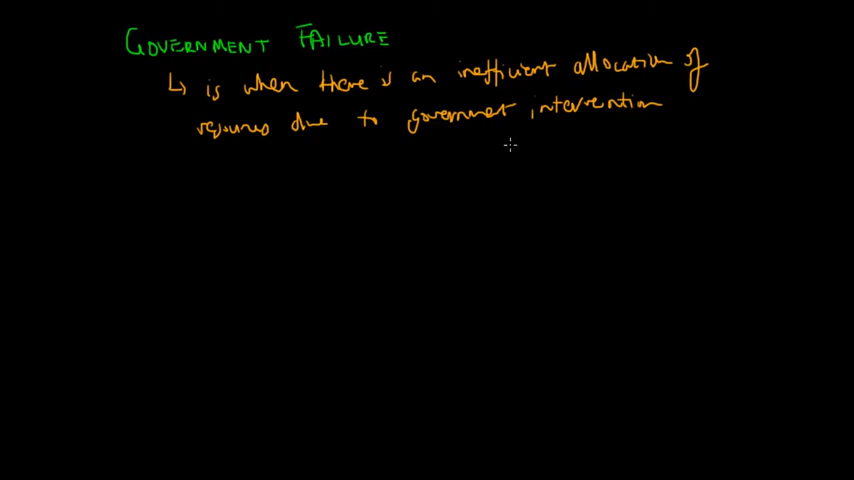 GOVERNMENT FAILURE
↳ is when there is an inefficient allocation of
resources due to government intervention